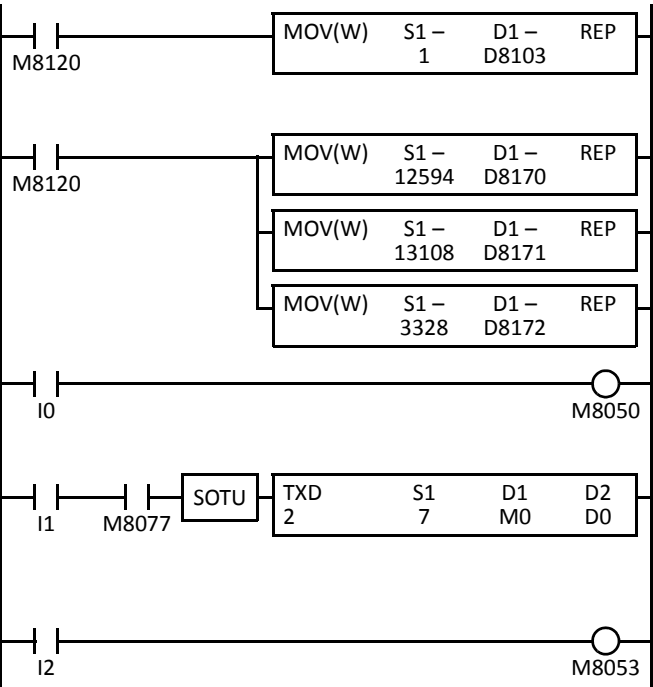 MOV(W) S1 – D1 – REP
1 D8103
M8120
MOV(W) S1 – D1 – REP
12594 D8170
M8120
MOV(W) S1 – D1 – REP
13108 D8171
MOV(W) S1 – D1 – REP
3328 D8172
I0 M8050
SOTU TXD S1 D1 D2
2 7 M0 D0
I1 M8077
I2 M8053